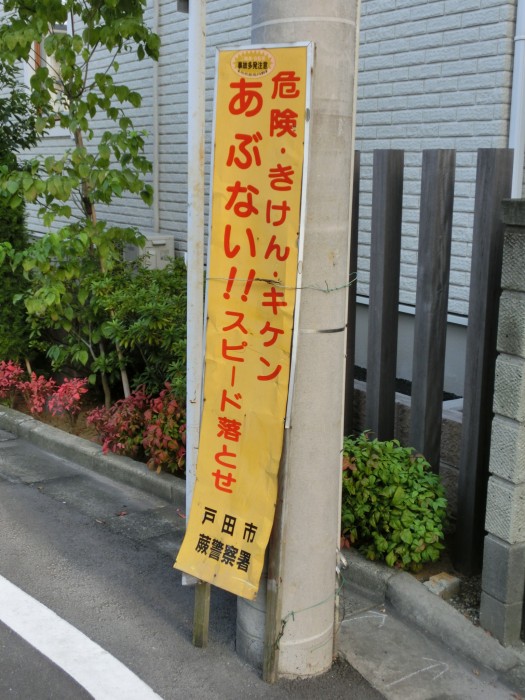 事故多発注意
危険・きけん・キケン
あぶない!!スピード落とせ
戸田市
蕨警察署